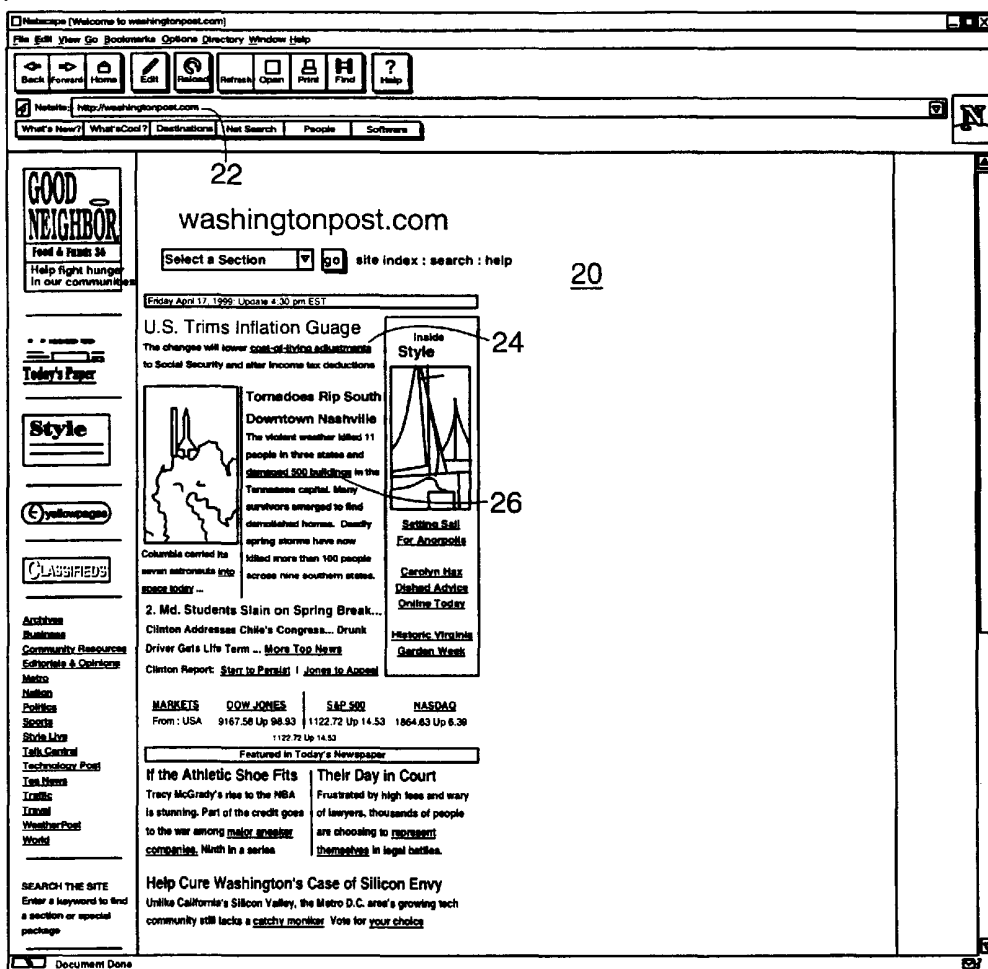 Netscape [Welcome to washingtonpost.com]
File Edit View Go Bookmarks Options Directory Window Help
Back Forward Home Edit Reload Refresh Open Print Find ? Help
Netsite: http://washingtonpost.com
N
What's New? What'sCool? Destinations Net Search People Software
22
GOOD
NEIGHBOR
Food & Funds 36
Help fight hunger
In our communities
Today's Paper
Style
yellowpages
CLASSIFIEDS
Archives
Business
Community Resources
Editorials & Opinions
Metro
Nation
Politics
Sports
Style Live
Talk Central
Technology Post
Tea News
Traffic
Travel
WeatherPost
World
SEARCH THE SITE
Enter a keyword to find
a section or special
package
washingtonpost.com
Select a Section go site index : search : help
20
Friday April 17, 1999: Update 4:30 pm EST
U.S. Trims Inflation Guage
The changes will lower cost-of-living adjustments
to Social Security and alter income tax deductions
24
Tornadoes Rip South
Downtown Nashville
The violent weather killed 11
people in three states and
damaged 500 buildings in the
Tennessee capital. Many
survivors emerged to find
demolished homes. Deadly
spring storms have now
killed more than 100 people
across nine southern states.
26
Columbia carried its
seven astronauts into
space today ...
2. Md. Students Slain on Spring Break...
Clinton Addresses Chile's Congress... Drunk
Driver Gets Life Term ... More Top News
Clinton Report: Starr to Persist | Jones to Appeal
Inside
Style
Setting Sail
For Anorpolis
Carolyn Hax
Dished Advice
Online Today
Historic Virginia
Garden Week
MARKETS DOW JONES S&P 500 NASDAQ
From : USA 9167.58 Up 98.93 1122.72 Up 14.53 1864.63 Up 6.39
1122.72 Up 14.53
Featured in Today's Newspaper
If the Athletic Shoe Fits
Tracy McGrady's rise to the NBA
is stunning. Part of the credit goes
to the war among major sneaker
companies. Ninth in a series
Their Day in Court
Frustrated by high fees and wary
of lawyers, thousands of people
are choosing to represent
themselves in legal battles.
Help Cure Washington's Case of Silicon Envy
Unlike California's Silicon Valley, the Metro D.C. area's growing tech
community still lacks a catchy moniker Vote for your choice
Document Done